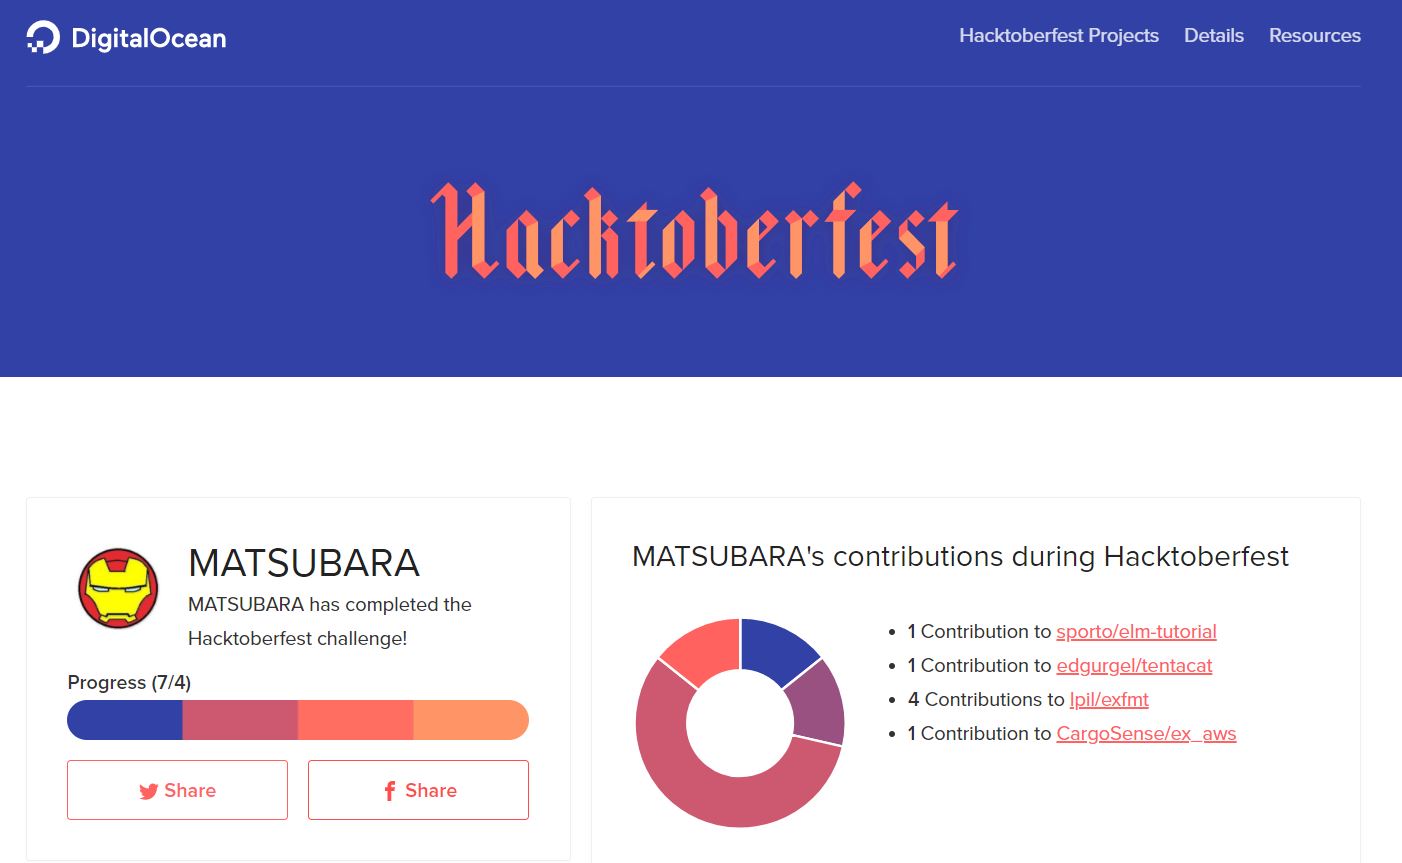 DigitalOcean
Hacktoberfest Projects Details Resources
Hacktoberfest
MATSUBARA
MATSUBARA has completed the
Hacktoberfest challenge!
Progress (7/4)
Share
Share
MATSUBARA's contributions during Hacktoberfest
1 Contribution to sporto/elm-tutorial
1 Contribution to edgurgel/tentacat
4 Contributions to lpil/exfmt
1 Contribution to CargoSense/ex_aws